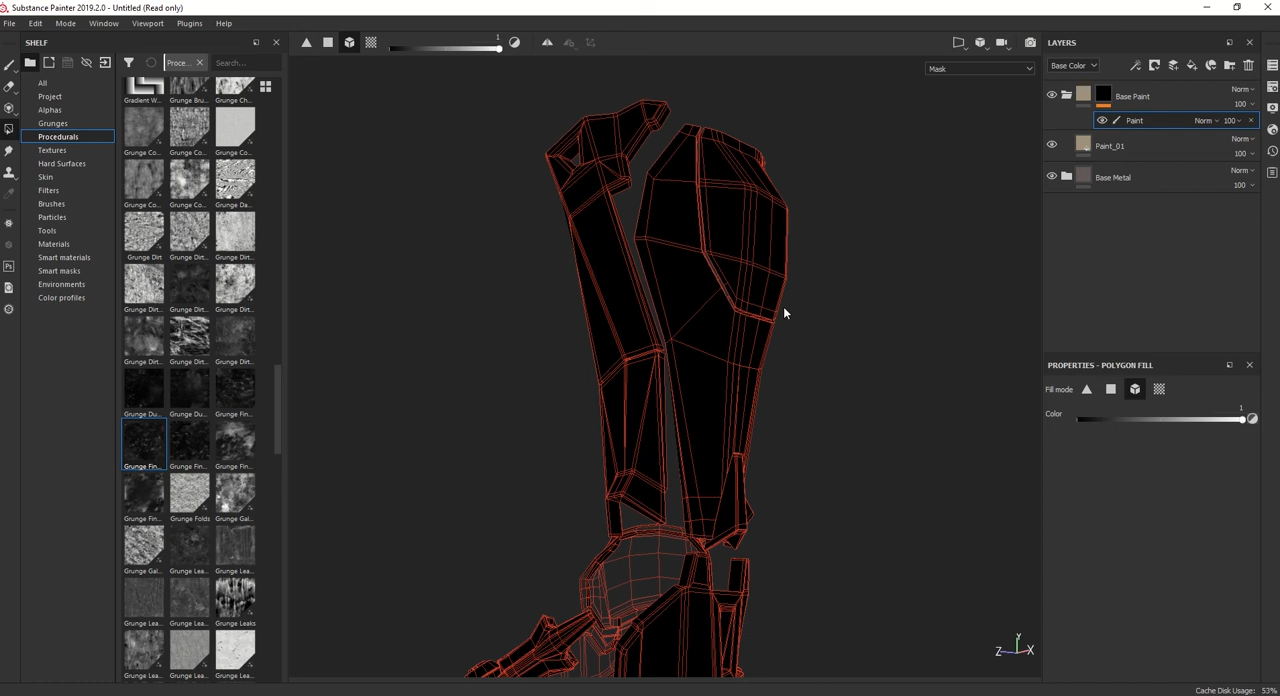 Substance Painter 2019.2.0 - Untitled (Read only)
File Edit Mode Window Viewport Plugins Help
SHELF
Proce...
Search...
All
Project
Alphas
Grunges
Procedurals
Textures
Hard Surfaces
Skin
Filters
Brushes
Particles
Tools
Materials
Smart materials
Smart masks
Environments
Color profiles
Gradient W... Grunge Bru... Grunge Ch...
Grunge Co... Grunge Co... Grunge Co...
Grunge Co... Grunge Co... Grunge Da...
Grunge Dirt Grunge Dirt... Grunge Dirt...
Grunge Dirt... Grunge Dirt... Grunge Dirt...
Grunge Dirt... Grunge Dirt... Grunge Dirt...
Grunge Du... Grunge Du... Grunge Fin...
Grunge Fin... Grunge Fin... Grunge Fin...
Grunge Fin... Grunge Folds Grunge Gal...
Grunge Gal... Grunge Lea... Grunge Lea...
Grunge Lea... Grunge Lea... Grunge Leaks
Grunge Lea... Grunge Lea... Grunge Lea...
1
Mask
Y
Z X
LAYERS
Base Color
Base Paint
Norm
100
Paint Norm 100
Paint_01
Norm
100
Base Metal
Norm
100
PROPERTIES - POLYGON FILL
Fill mode
Color
1
Ps
Cache Disk Usage: 53%